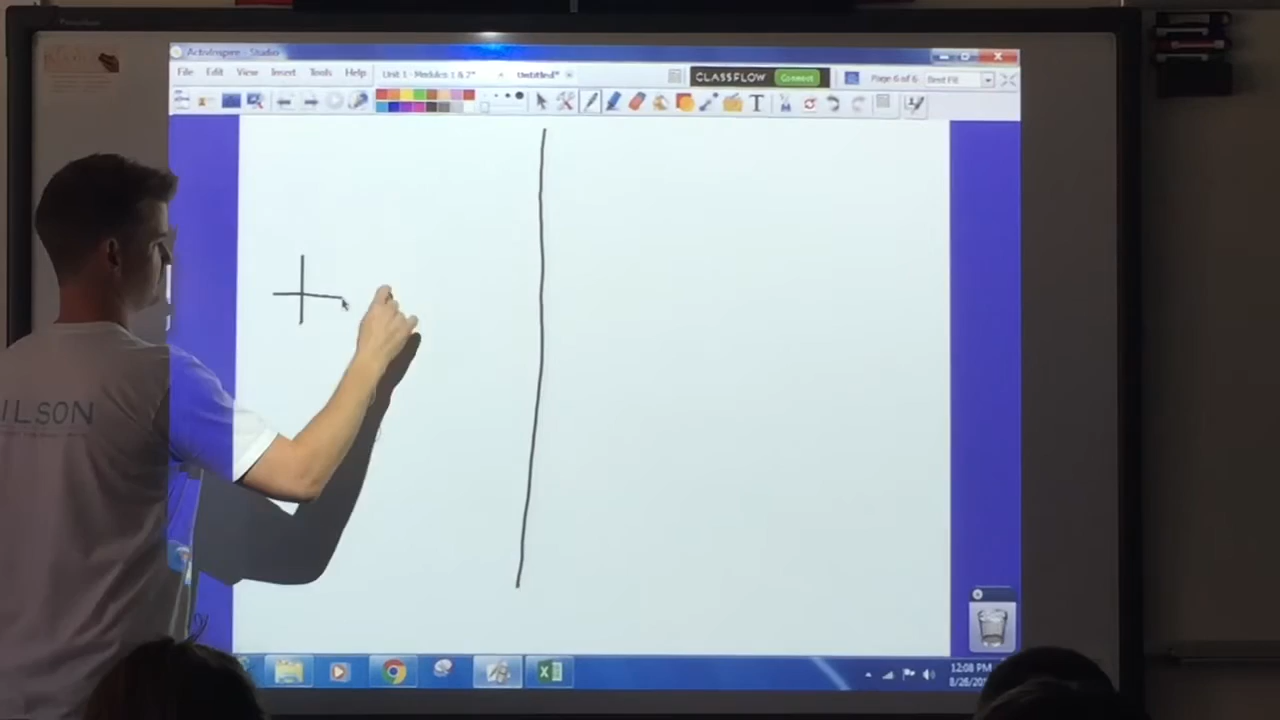 Promethean
ActivInspire - Studio
File Edit View Insert Tools Help Unit 1 - Modules 1 & 2* Untitled* CLASSFLOW Connect Page 6 of 6 Best Fit
T
ILSON
12:08 PM